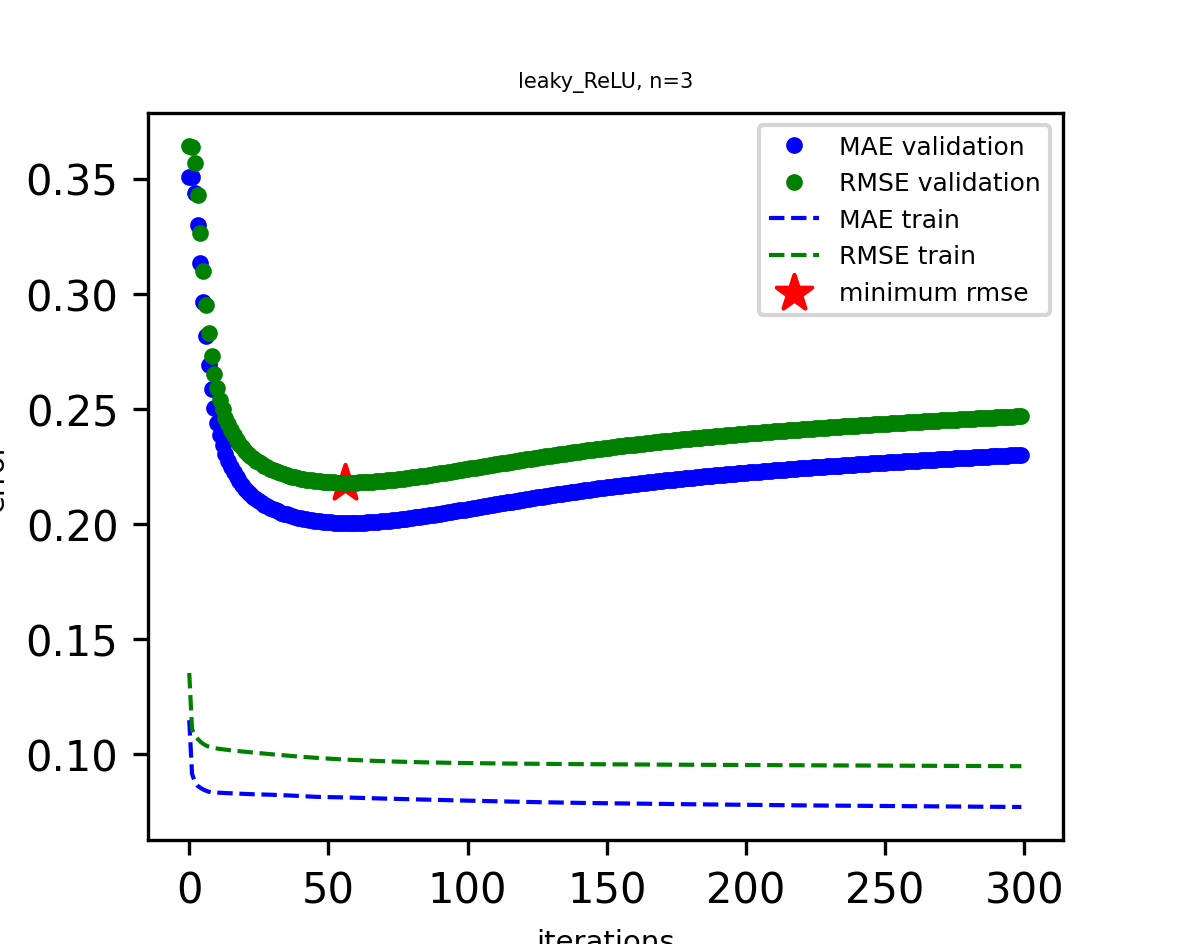 leaky_ReLU, n=3
MAE validation
RMSE validation
MAE train
RMSE train
minimum rmse
0.35
0.30
0.25
0.20
0.15
0.10
0 50 100 150 200 250 300
iterations